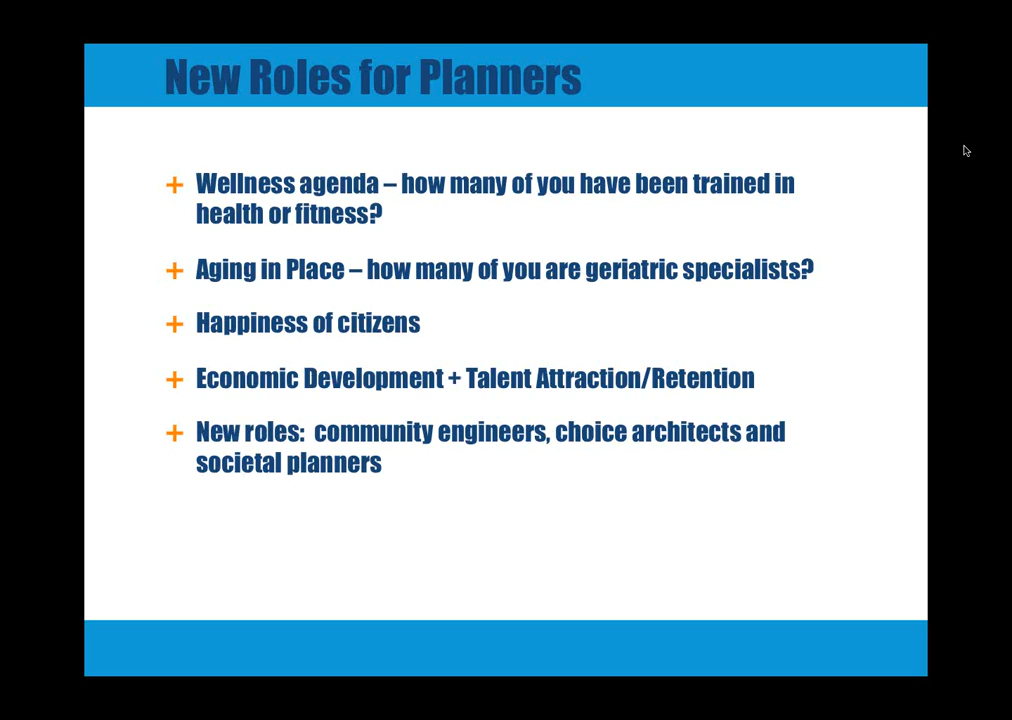 New Roles for Planners
+ Wellness agenda – how many of you have been trained in
health or fitness?
+ Aging in Place – how many of you are geriatric specialists?
+ Happiness of citizens
+ Economic Development + Talent Attraction/Retention
+ New roles:  community engineers, choice architects and
societal planners